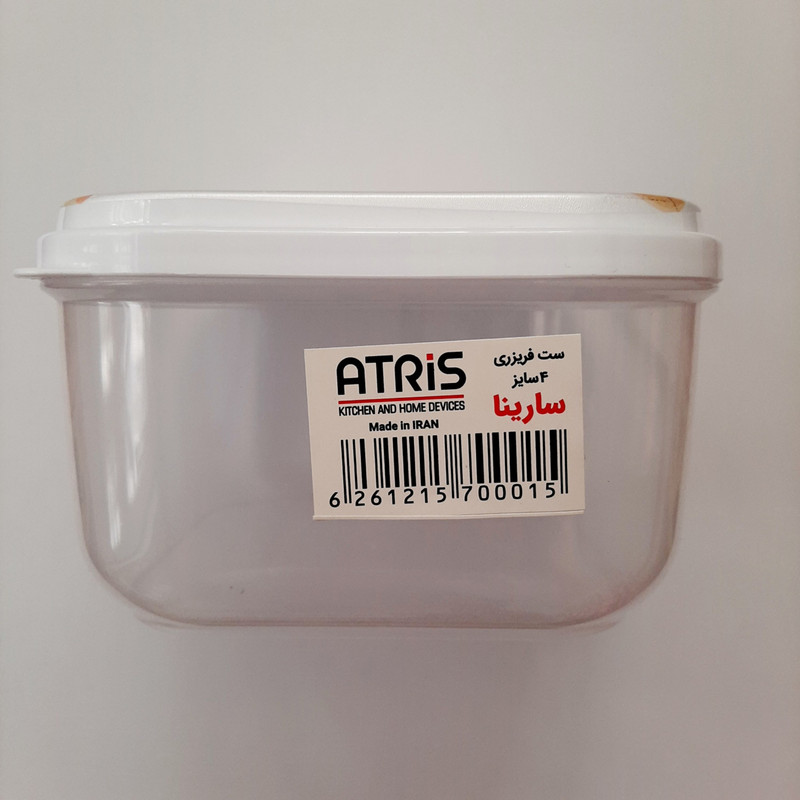 ATRiS
KITCHEN AND HOME DEVICES
Made in IRAN
ست فریزری
۴سایز
سارینا
6 261215 700015